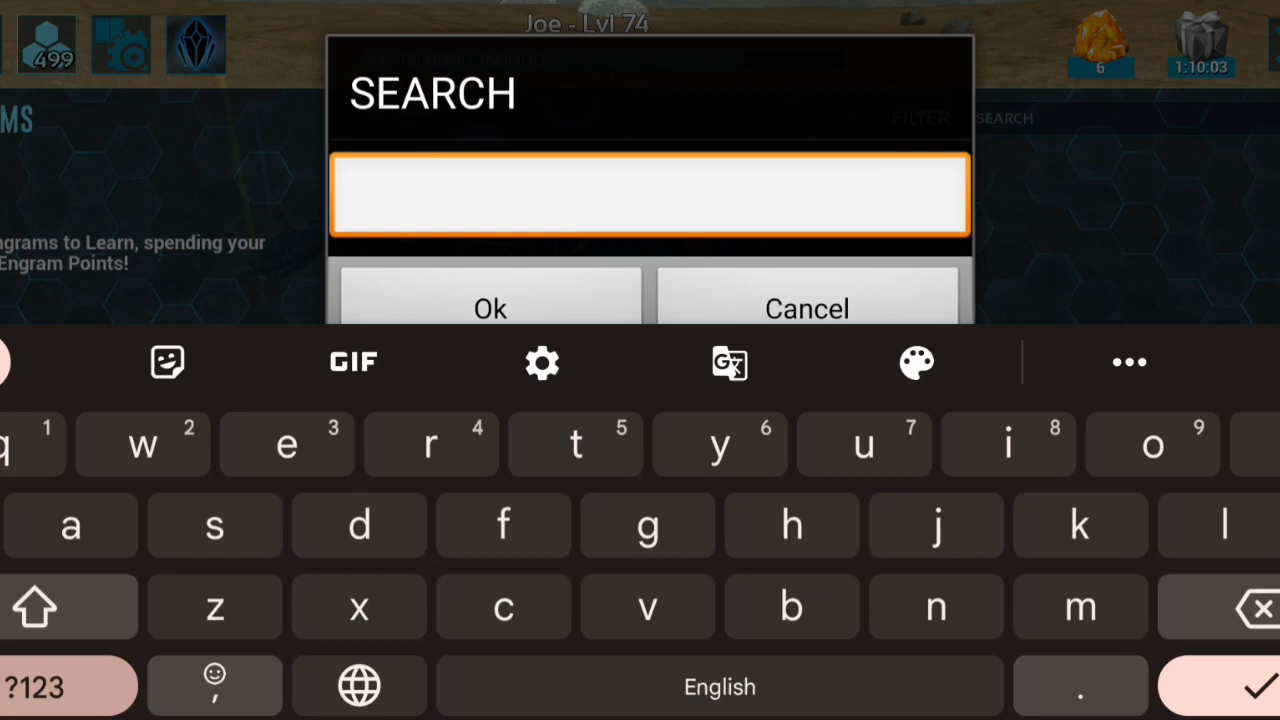 Joe - Lvl 74
499
6
1:10:03
SEARCH
MS
FILTER
SEARCH
ngrams to Learn, spending your
Engram Points!
Ok
Cancel
GIF
q 1 w 2 e 3 r 4 t 5 y 6 u 7 i 8 o 9
a s d f g h j k l
z x c v b n m
?123 , English .